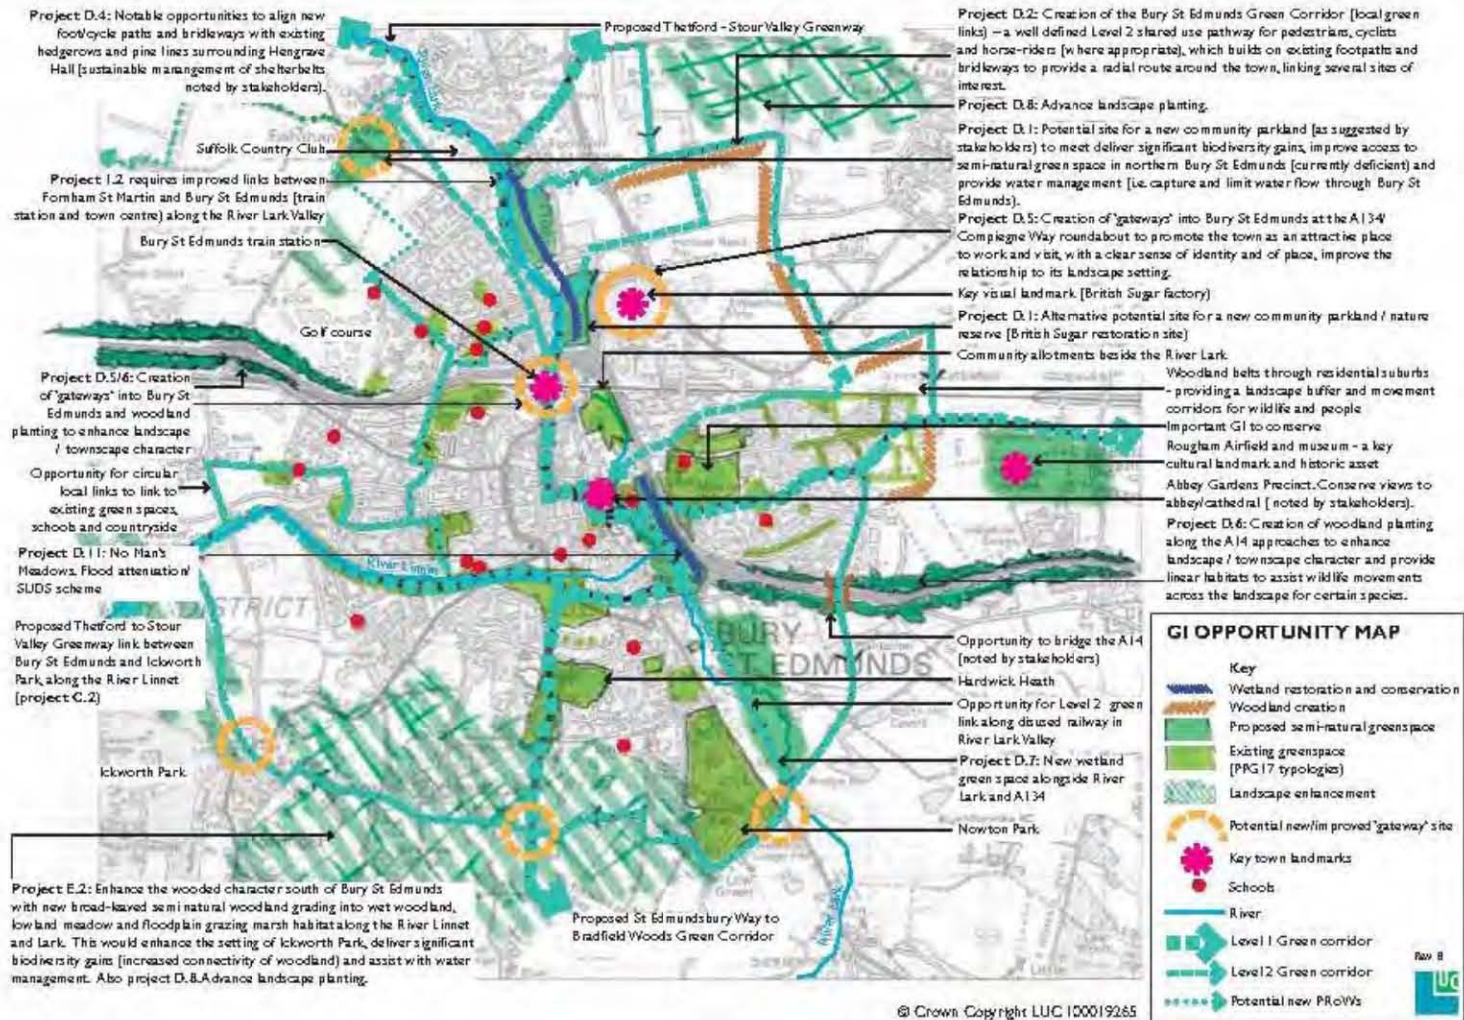 Project D.4: Notable opportunities to align new
foot/cycle paths and bridleways with existing
hedgerows and pine lines surrounding Hengrave
Hall [sustainable manangement of shelterbelts
noted by stakeholders].
Suffolk Country Club
Project 1.2 requires improved links between
Fornham St Martin and Bury St Edmunds [train
station and town centre) along the River Lark Valley
Bury St Edmunds train station
Golf course
Project D.5/6: Creation
of "gateways" into Bury St
Edmunds and woodland
planting to enhance landscape
/ townscape character
Opportunity for circular
local links to link to
existing green spaces,
schools and countryside
Project D.11: No Man's
Meadows. Flood attenuation/
SUDS scheme
Proposed Thetford to Stour
Valley Greenway link between
Bury St Edmunds and Ickworth
Park, along the River Linnet
[project C.2]
Ickworth Park
Project E.2: Enhance the wooded character south of Bury St Edmunds
with new broad-leaved semi natural woodland grading into wet woodland,
lowland meadow and floodplain grazing marsh habitat along the River Linnet
and Lark. This would enhance the setting of Ickworth Park, deliver significant
biodiversity gains [increased connectivity of woodland) and assist with water
management. Also project D.8.Advance landscape planting.
Proposed Thetford - Stour Valley Greenway
River Linnet
DISTRICT
BURY
ST. EDMUNDS
River Lark
Proposed St Edmundsbury Way to
Bradfield Woods Green Corridor
Project D.2: Creation of the Bury St Edmunds Green Corridor [local green
links) – a well defined Level 2 shared use pathway for pedestrians, cyclists
and horse-riders [where appropriate), which builds on existing footpaths and
bridleways to provide a radial route around the town, linking several sites of
interest.
Project D.8: Advance landscape planting.
Project D.1: Potential site for a new community parkland [as suggested by
stakeholders) to meet deliver significant biodiversity gains, improve access to
semi-natural green space in northern Bury St Edmunds [currently deficient) and
provide water management [i.e. capture and limit water flow through Bury St
Edmunds).
Project D.5: Creation of "gateways" into Bury St Edmunds at the A134/
Compiegne Way roundabout to promote the town as an attractive place
to work and visit, with a clear sense of identity and of place, improve the
relationship to its landscape setting.
Key visual landmark [British Sugar factory)
Project D.1: Alternative potential site for a new community parkland / nature
reserve [British Sugar restoration site)
Community allotments beside the River Lark
Woodland belts through residential suburbs
- providing a landscape buffer and movement
corridors for wildlife and people
Important GI to conserve
Rougham Airfield and museum - a key
cultural landmark and historic asset
Abbey Gardens Precinct. Conserve views to
abbey/cathedral [ noted by stakeholders).
Project D.6: Creation of woodland planting
along the A14 approaches to enhance
landscape / townscape character and provide
linear habitats to assist wildlife movements
across the landscape for certain species.
Opportunity to bridge the A14
[noted by stakeholders)
Hardwick Heath
Opportunity for Level 2 green
link along disused railway in
River Lark Valley
Project D.7: New wetland
green space alongside River
Lark and A134
Nowton Park
GI OPPORTUNITY MAP
Key
Wetland restoration and conservation
Woodland creation
Proposed semi-natural greenspace
Existing greenspace
[PPG17 typologies)
Landscape enhancement
Potential new/improved "gateway" site
Key town landmarks
Schools
River
Level 1 Green corridor
Level 2 Green corridor
Potential new PRoWs
Rev B
LUC
© Crown Copyright LUC 100019265